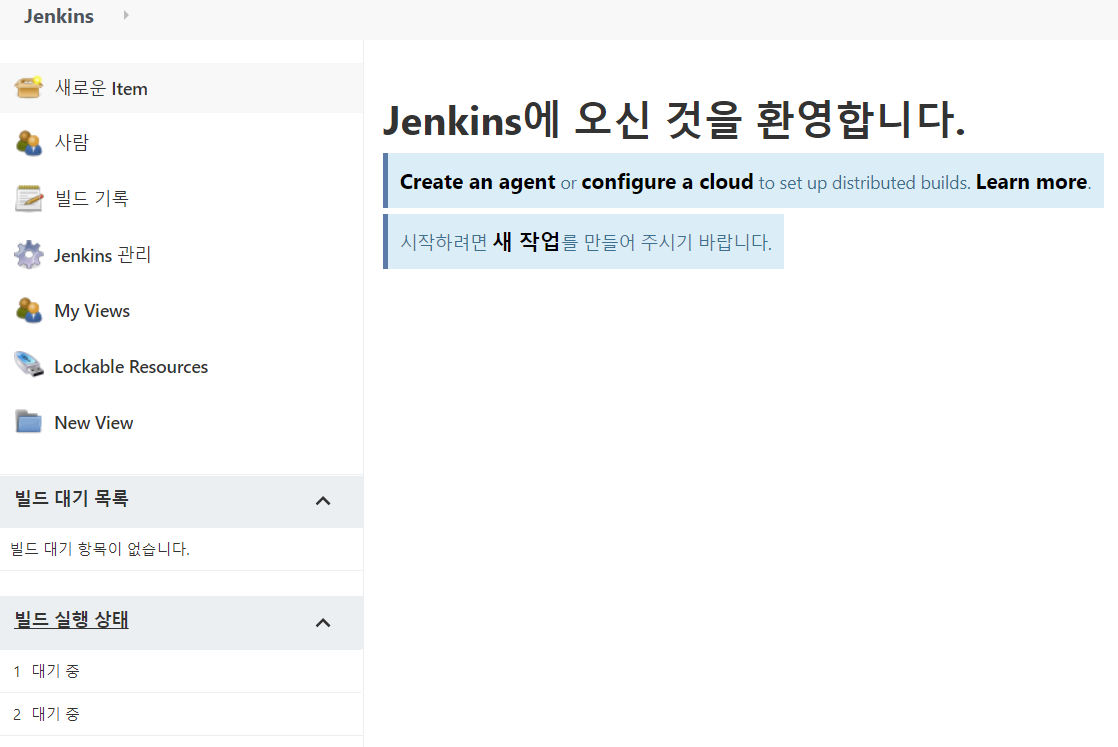 Jenkins
새로운 Item
사람
빌드 기록
Jenkins 관리
My Views
Lockable Resources
New View
빌드 대기 목록
빌드 대기 항목이 없습니다.
빌드 실행 상태
1 대기 중
2 대기 중
Jenkins에 오신 것을 환영합니다.
Create an agent or configure a cloud to set up distributed builds. Learn more.
시작하려면 새 작업를 만들어 주시기 바랍니다.